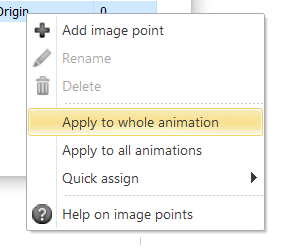 Origin 0
Add image point
Rename
Delete
Apply to whole animation
Apply to all animations
Quick assign
Help on image points